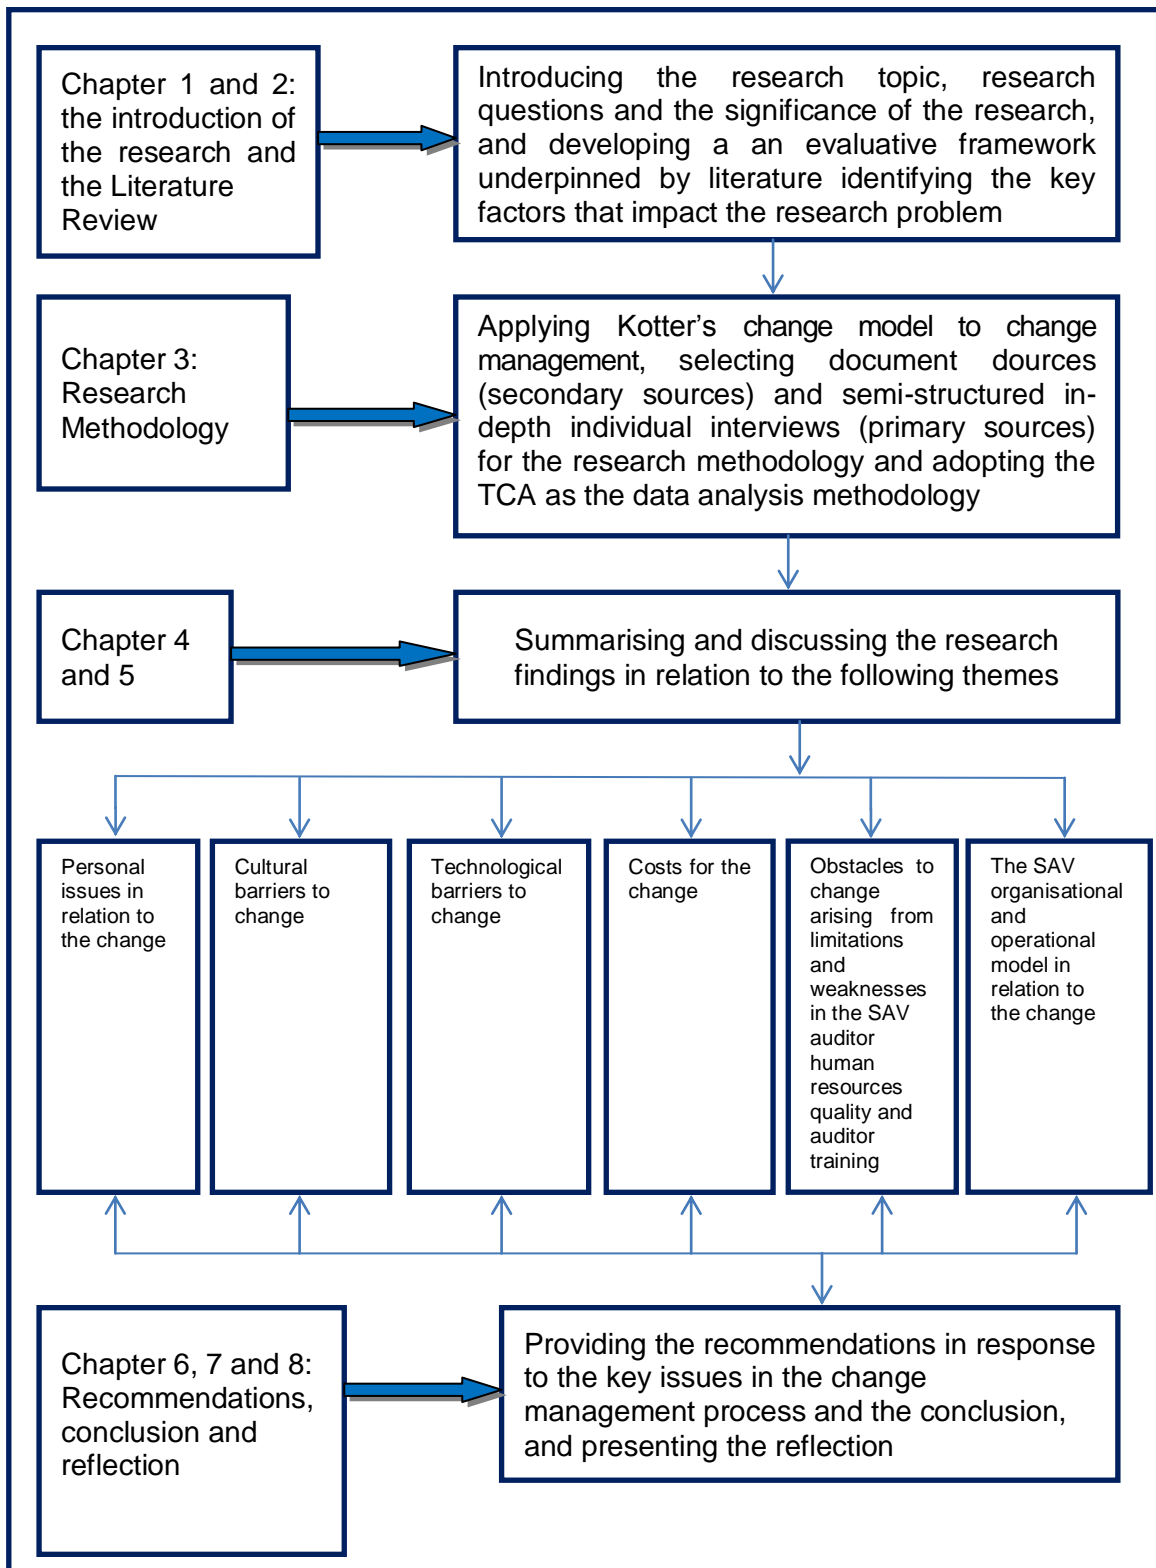 Chapter 1 and 2:
the introduction of
the research and
the Literature
Review
Introducing the research topic, research
questions and the significance of the research,
and developing a an evaluative framework
underpinned by literature identifying the key
factors that impact the research problem
Chapter 3:
Research
Methodology
Applying Kotter’s change model to change
management, selecting document dources
(secondary sources) and semi-structured in-
depth individual interviews (primary sources)
for the research methodology and adopting the
TCA as the data analysis methodology
Chapter 4
and 5
Summarising and discussing the research
findings in relation to the following themes
Personal
issues in
relation to
the change
Cultural
barriers to
change
Technological
barriers to
change
Costs for the
change
Obstacles to
change
arising from
limitations
and
weaknesses
in the SAV
auditor
human
resources
quality and
auditor
training
The SAV
organisational
and
operational
model in
relation to
the change
Chapter 6, 7 and 8:
Recommendations,
conclusion and
reflection
Providing the recommendations in response
to the key issues in the change
management process and the conclusion,
and presenting the reflection